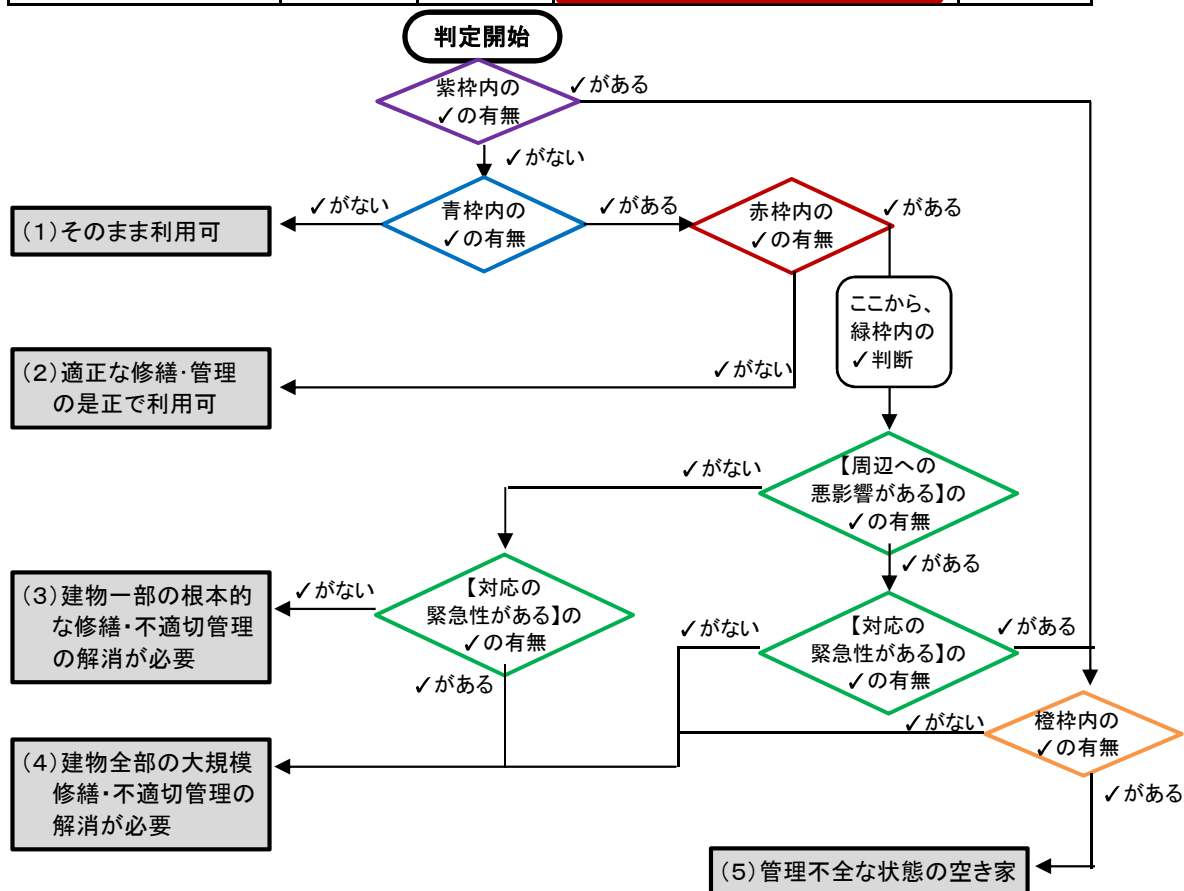 判定開始
紫枠内の
✓の有無
✓がある
✓がない
青枠内の
✓の有無
✓がない
✓がある
赤枠内の
✓の有無
✓がある
(1)そのまま利用可
ここから、
緑枠内の
✓判断
(2)適正な修繕・管理
の是正で利用可
✓がない
【周辺への
悪影響がある】の
✓の有無
✓がない
✓がある
【対応の
緊急性がある】の
✓の有無
✓がない
✓がある
(3)建物一部の根本的
な修繕・不適切管理
の解消が必要
【対応の
緊急性がある】の
✓の有無
✓がない
✓がある
橙枠内の
✓の有無
✓がない
✓がある
(4)建物全部の大規模
修繕・不適切管理の
解消が必要
(5)管理不全な状態の空き家